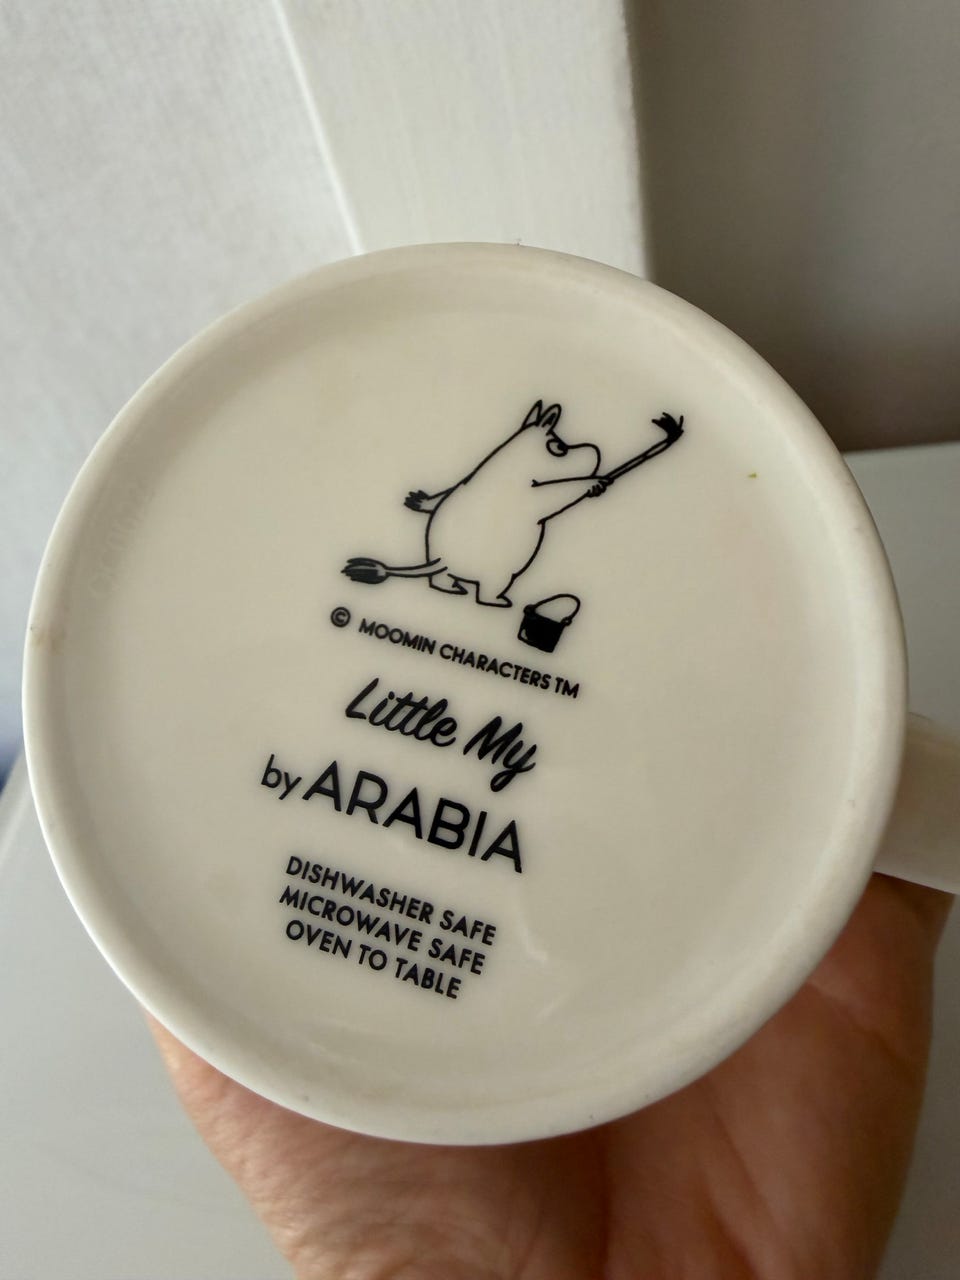 © MOOMIN CHARACTERS TM
Little My
by ARABIA
DISHWASHER SAFE
MICROWAVE SAFE
OVEN TO TABLE